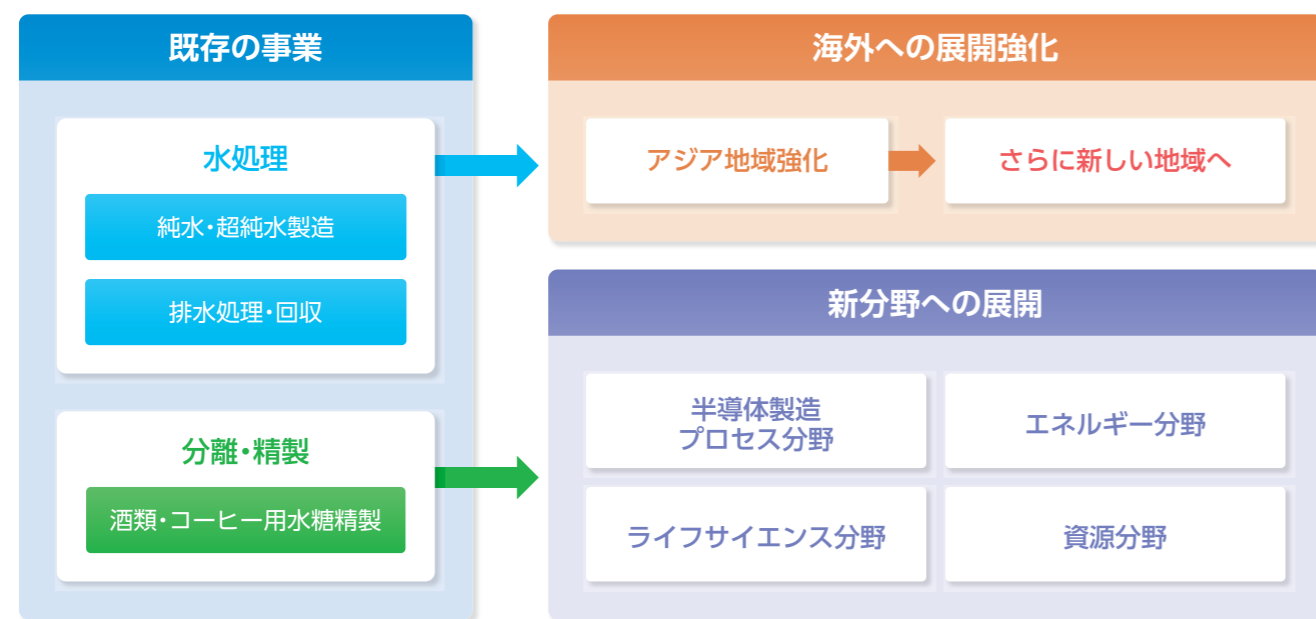 既存の事業
水処理
純水・超純水製造
排水処理・回収
分離・精製
酒類・コーヒー用水糖精製
海外への展開強化
アジア地域強化
さらに新しい地域へ
新分野への展開
半導体製造
プロセス分野
エネルギー分野
ライフサイエンス分野
資源分野